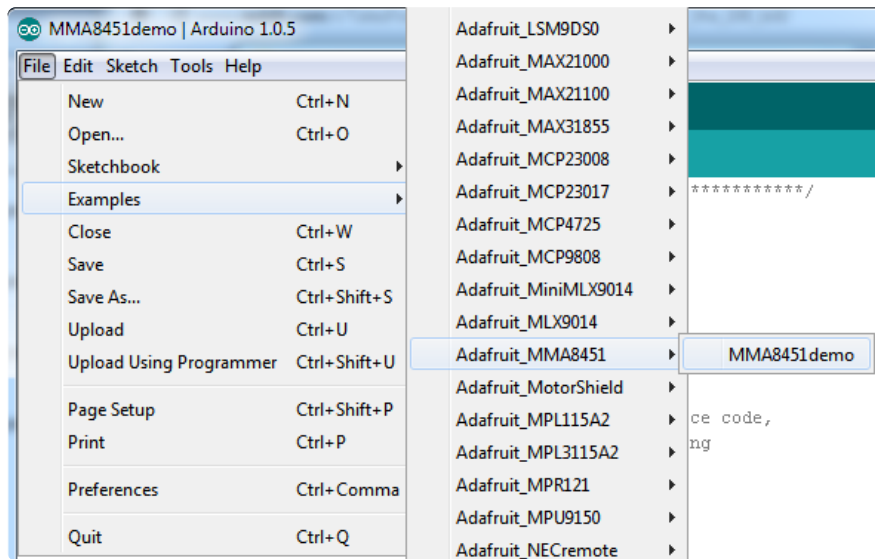 MMA8451demo | Arduino 1.0.5
File Edit Sketch Tools Help
New Ctrl+N
Open... Ctrl+O
Sketchbook
Examples
Close Ctrl+W
Save Ctrl+S
Save As... Ctrl+Shift+S
Upload Ctrl+U
Upload Using Programmer Ctrl+Shift+U
Page Setup Ctrl+Shift+P
Print Ctrl+P
Preferences Ctrl+Comma
Quit Ctrl+Q
Adafruit_LSM9DS0
Adafruit_MAX21000
Adafruit_MAX21100
Adafruit_MAX31855
Adafruit_MCP23008
Adafruit_MCP23017
Adafruit_MCP4725
Adafruit_MCP9808
Adafruit_MiniMLX9014
Adafruit_MLX9014
Adafruit_MMA8451
Adafruit_MotorShield
Adafruit_MPL115A2
Adafruit_MPL3115A2
Adafruit_MPR121
Adafruit_MPU9150
Adafruit_NECremote
MMA8451demo
***********/
ce code,
ng